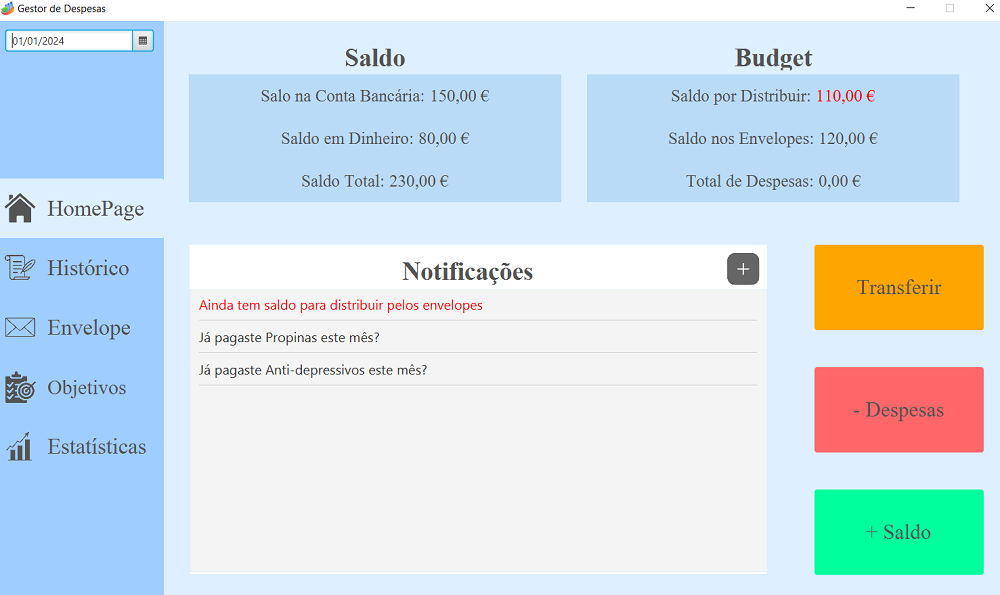 Gestor de Despesas
01/01/2024
HomePage
Histórico
Envelope
Objetivos
Estatísticas
Saldo
Salo na Conta Bancária: 150,00 €
Saldo em Dinheiro: 80,00 €
Saldo Total: 230,00 €
Budget
Saldo por Distribuir: 110,00 €
Saldo nos Envelopes: 120,00 €
Total de Despesas: 0,00 €
Notificações
+
Ainda tem saldo para distribuir pelos envelopes
Já pagaste Propinas este mês?
Já pagaste Anti-depressivos este mês?
Transferir
- Despesas
+ Saldo